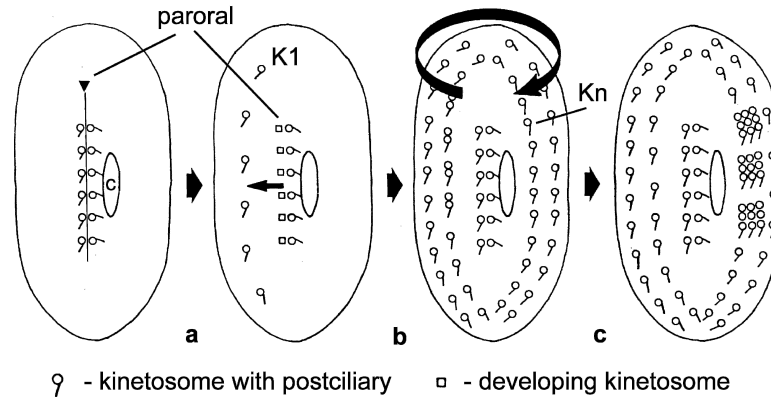 paroral
K1
Kn
c
a
b
c
- kinetosome with postciliary
- developing kinetosome